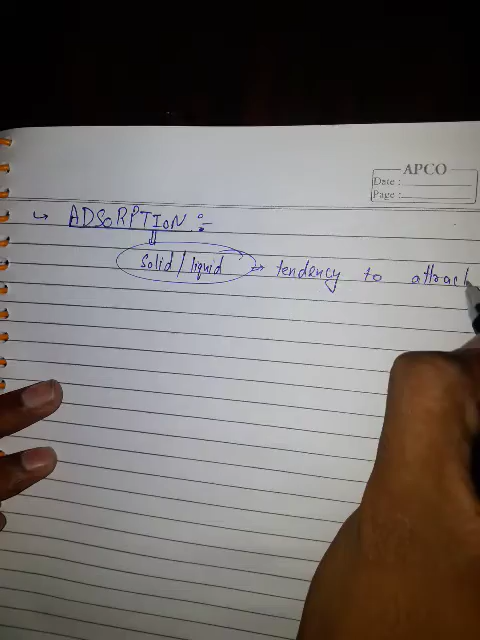 APCO
Date :
Page :
↳ ADSORPTION :-
⇓
Solid / liquid → tendency to attract